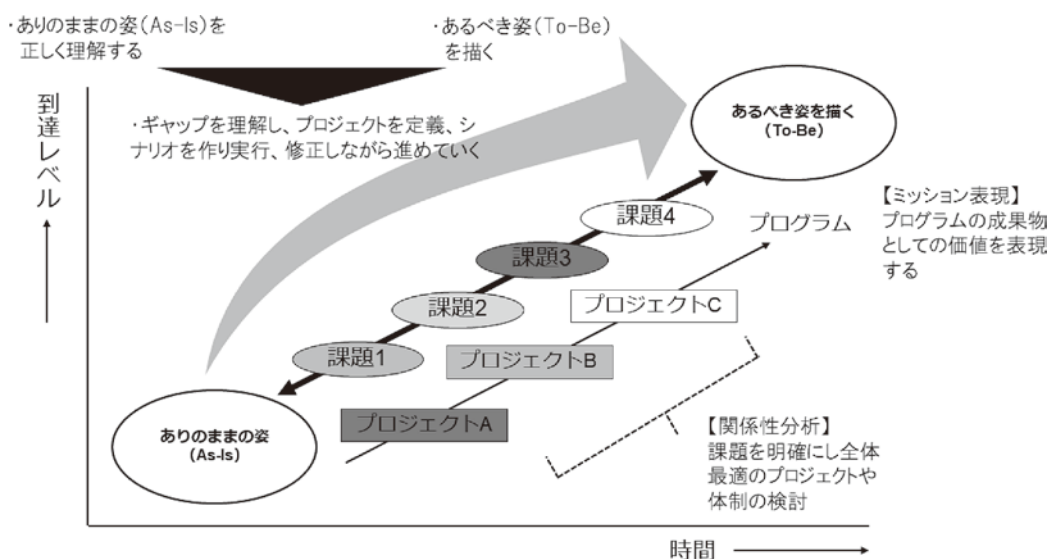 ・ありのままの姿(As-Is)を
正しく理解する
・あるべき姿(To-Be)
を描く
・ギャップを理解し、プロジェクトを定義、シ
ナリオを作り実行、修正しながら進めていく
到達レベル
あるべき姿を描く
(To-Be)
【ミッション表現】
プログラムの成果物
としての価値を表現
する
課題4
プログラム
課題3
課題2
プロジェクトC
課題1
プロジェクトB
プロジェクトA
ありのままの姿
(As-Is)
【関係性分析】
課題を明確にし全体
最適のプロジェクトや
体制の検討
時間